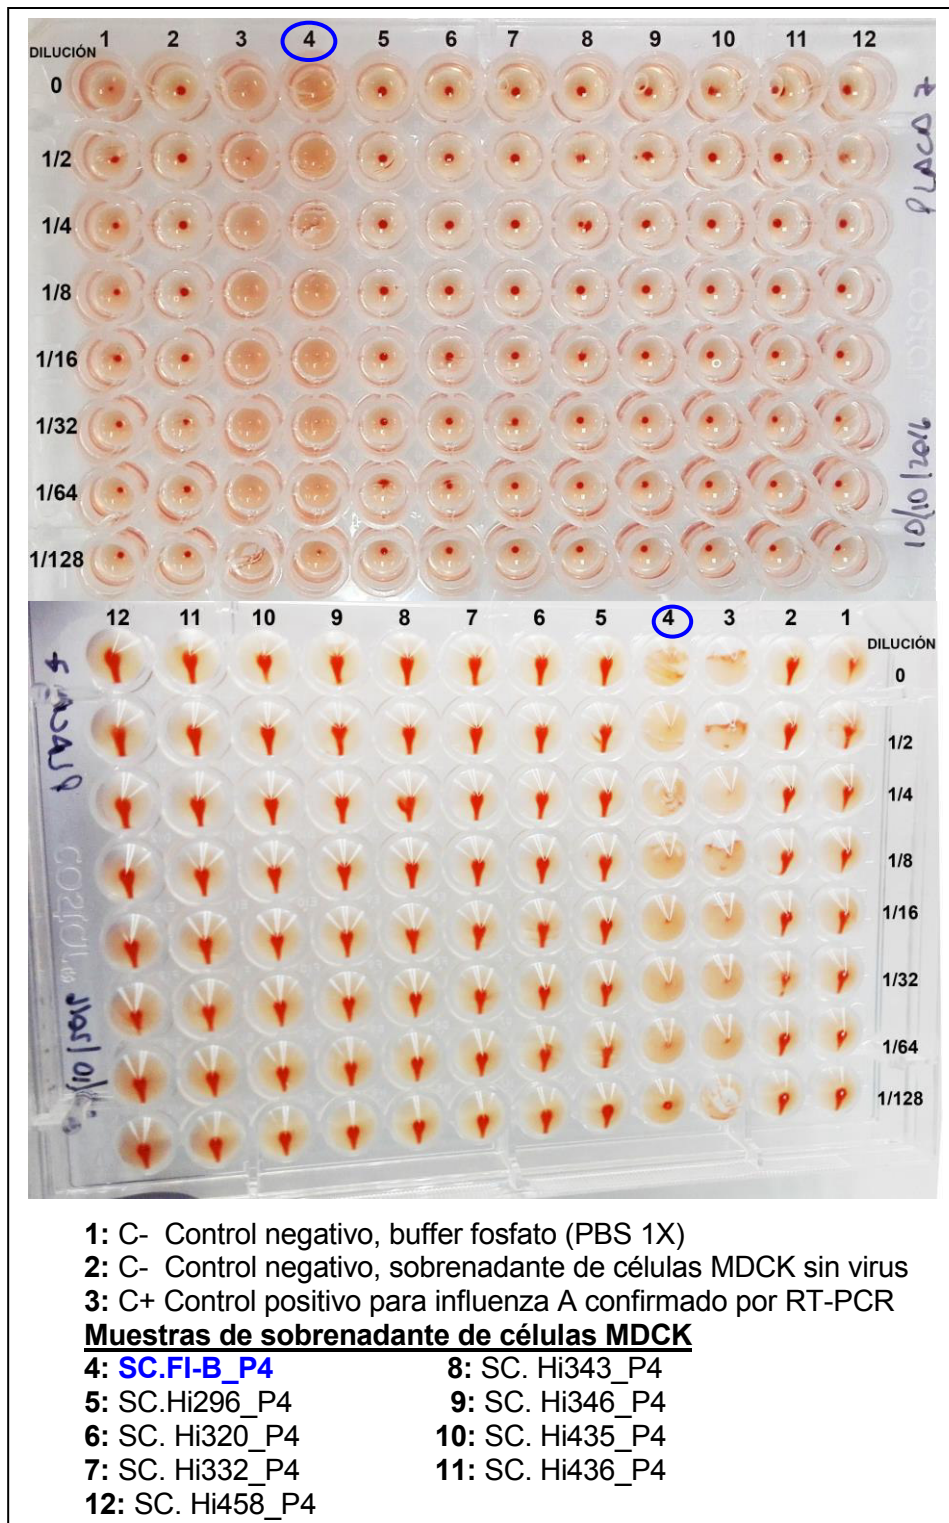 1 2 3 4 5 6 7 8 9 10 11 12
DILUCIÓN
0
1/2
1/4
1/8
1/16
1/32
1/64
1/128
PLACA 7
COSTAR
10/10/2016
12 11 10 9 8 7 6 5 4 3 2 1
DILUCIÓN
0
1/2
1/4
1/8
1/16
1/32
1/64
1/128
PLACA 7
COSTAR
10/10/2016
1: C- Control negativo, buffer fosfato (PBS 1X)
2: C- Control negativo, sobrenadante de células MDCK sin virus
3: C+ Control positivo para influenza A confirmado por RT-PCR
Muestras de sobrenadante de células MDCK
4: SC.FI-B_P4 8: SC. Hi343_P4
5: SC.Hi296_P4 9: SC. Hi346_P4
6: SC. Hi320_P4 10: SC. Hi435_P4
7: SC. Hi332_P4 11: SC. Hi436_P4
12: SC. Hi458_P4